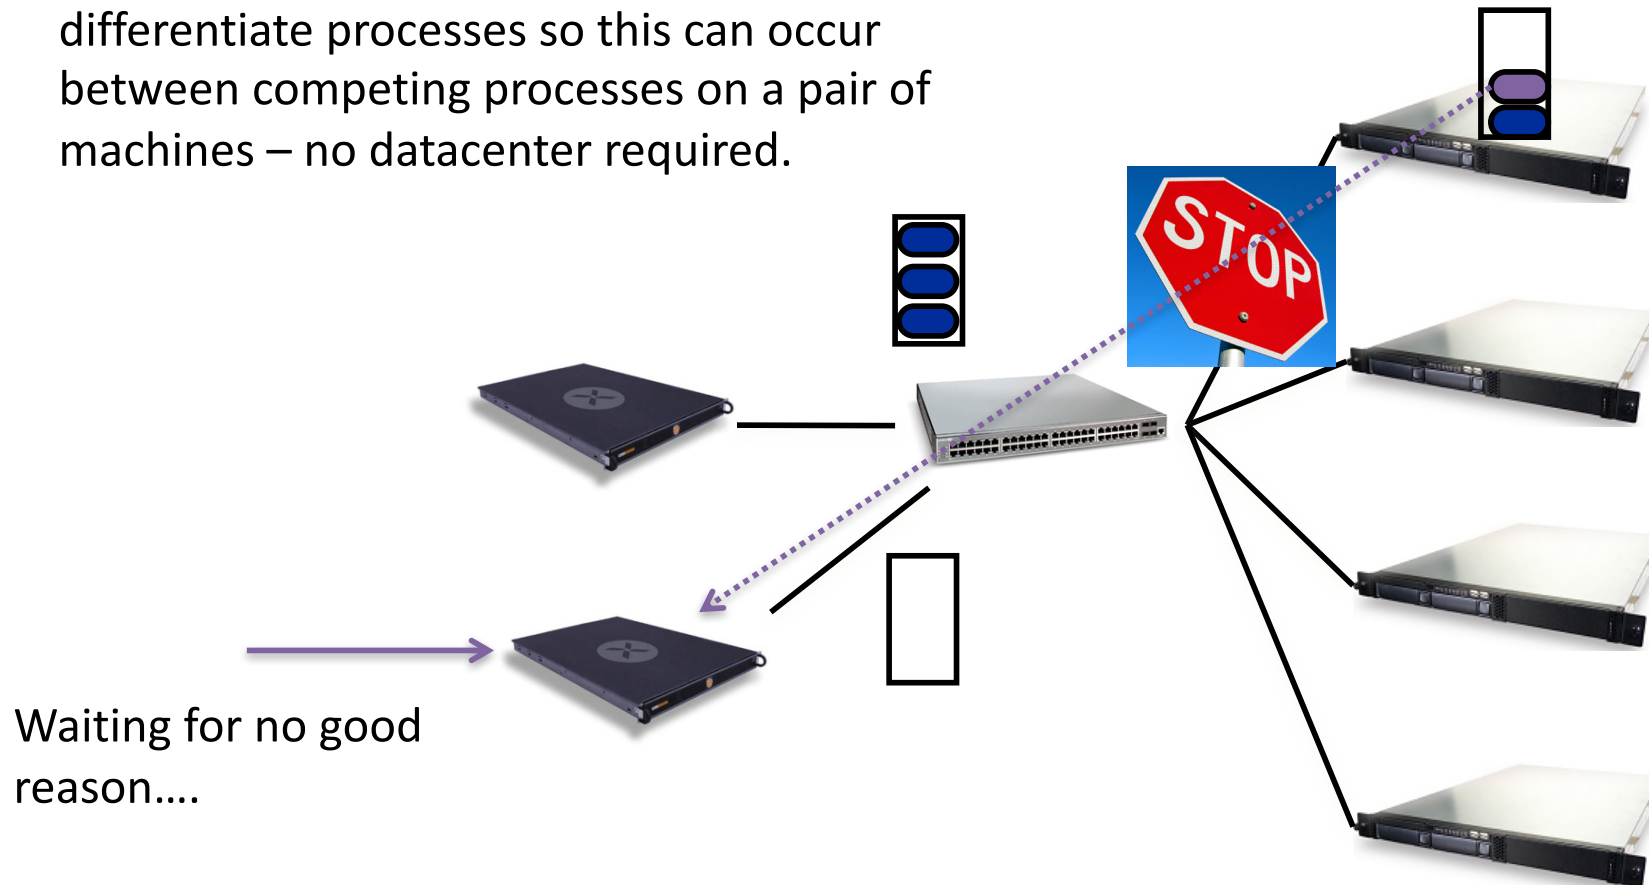 differentiate processes so this can occur
between competing processes on a pair of
machines – no datacenter required.
STOP
Waiting for no good
reason….